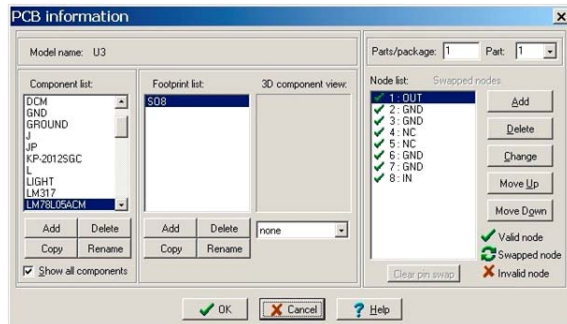 PCB information
Model name: U3
Parts/package: 1 Part: 1
Component list:
DCM
GND
GROUND
J
JP
KP-2012SGC
L
LIGHT
LM317
LM78L05ACM
Add Delete
Copy Rename
Show all components
Footprint list:
SO8
Add Delete
Copy Rename
3D component view:
none
Node list: Swapped nodes
1: OUT
2: GND
3: GND
4: NC
5: NC
6: GND
7: GND
8: IN
Add
Delete
Change
Move Up
Move Down
Valid node
Swapped node
Invalid node
Clear pin swap
OK Cancel Help